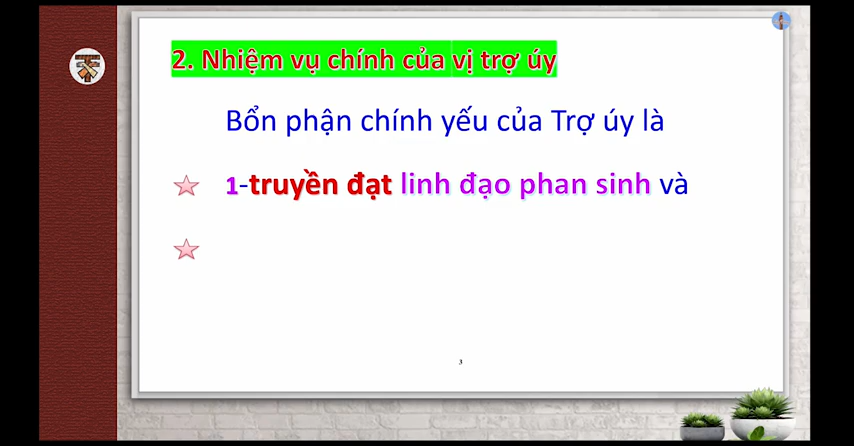 2. Nhiệm vụ chính của vị trợ úy
Bổn phận chính yếu của Trợ úy là
1-truyền đạt linh đạo phan sinh và
3